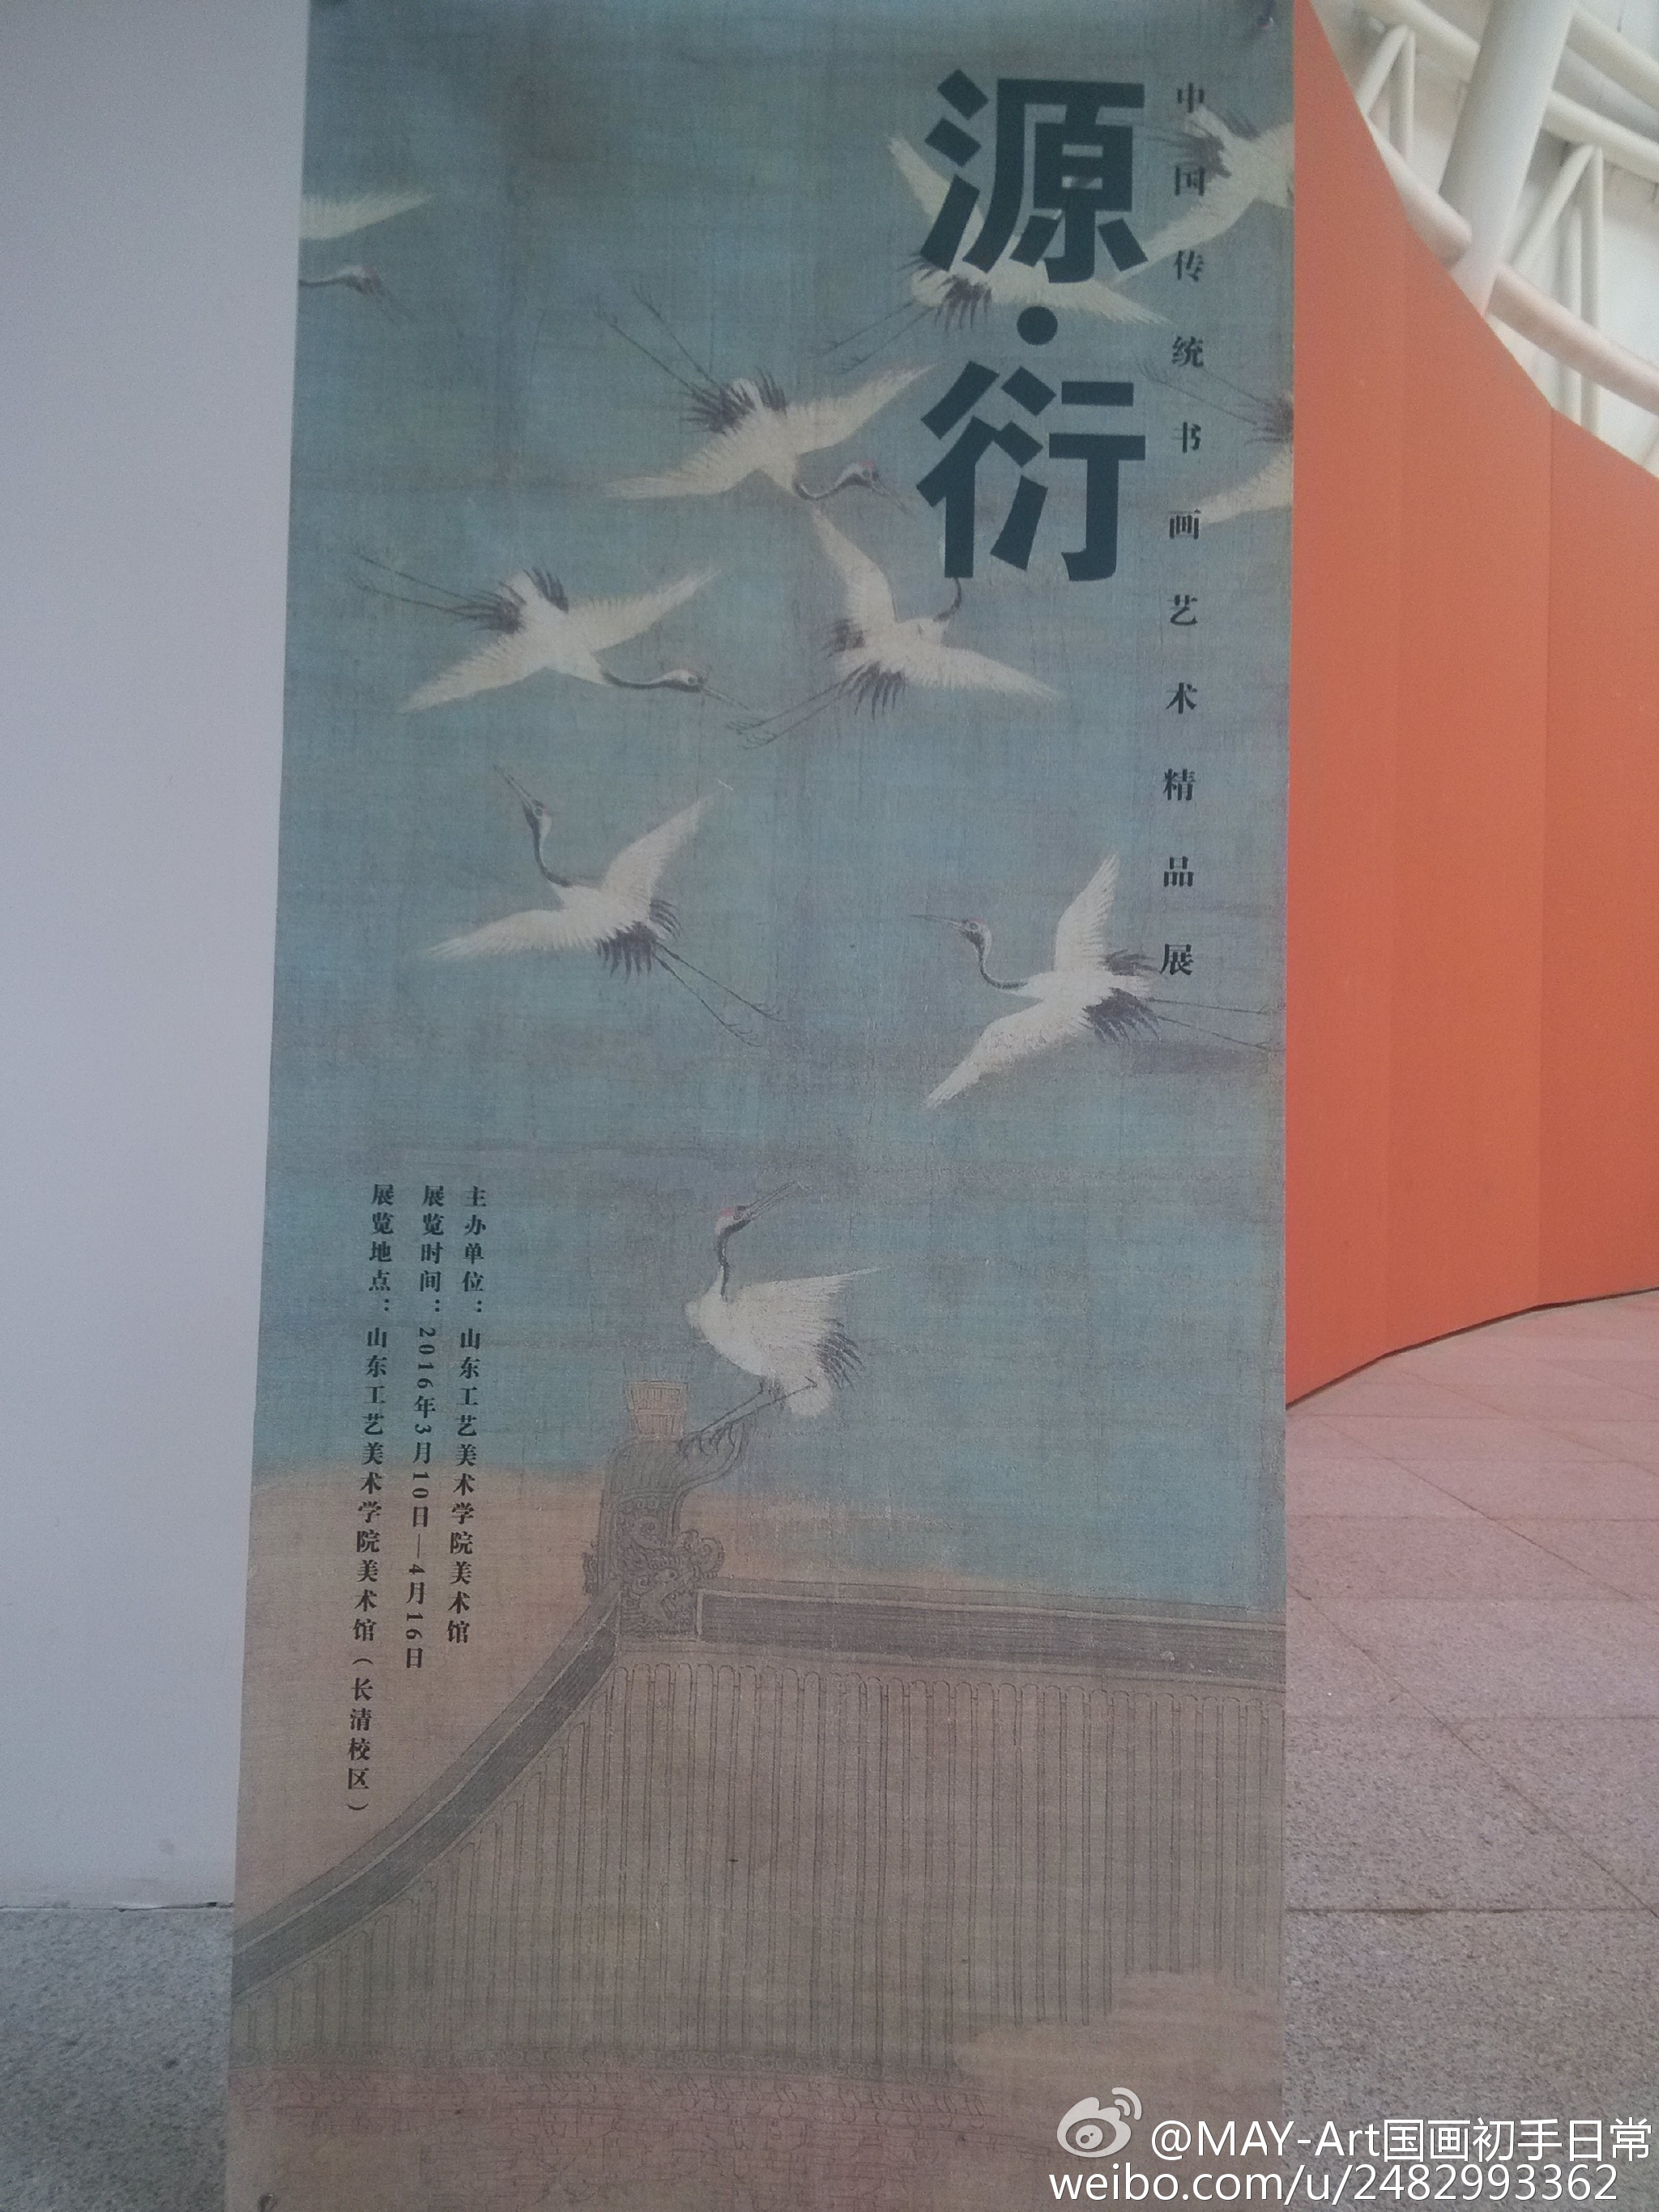 中国传统书画艺术精品展
源·衍
主办单位：山东工艺美术学院美术馆
展览时间：2016年3月10日—4月16日
展览地点：山东工艺美术学院美术馆（长清校区）
@MAY-Art国画初手日常
weibo.com/u/2482993362